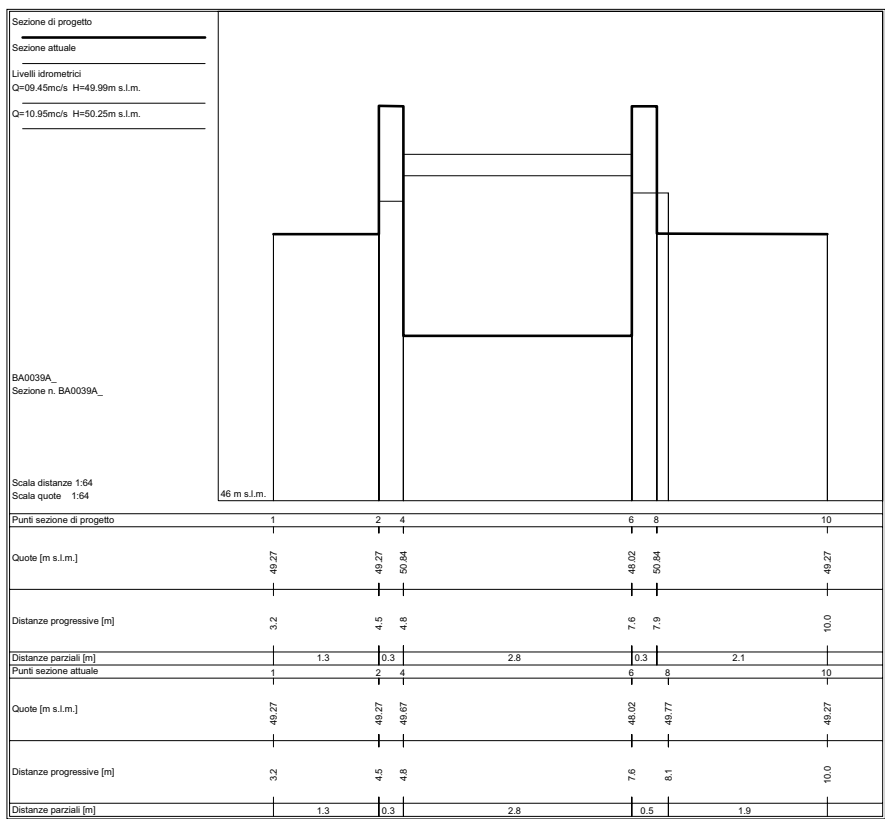 Sezione di progetto
Sezione attuale
Livelli idrometrici
Q=09.45mc/s H=49.99m s.l.m.
Q=10.95mc/s H=50.25m s.l.m.
BA0039A_
Sezione n. BA0039A_
Scala distanze 1:64
Scala quote 1:64
46 m s.l.m.
Punti sezione di progetto 1 2 4 6 8 10
Quote [m s.l.m.] 49.27 49.27 50.84 48.02 50.84 49.27
Distanze progressive [m] 3.2 4.5 4.8 7.6 7.9 10.0
Distanze parziali [m] 1.3 0.3 2.8 0.3 2.1
Punti sezione attuale 1 2 4 6 8 10
Quote [m s.l.m.] 49.27 49.27 49.67 48.02 49.77 49.27
Distanze progressive [m] 3.2 4.5 4.8 7.6 8.1 10.0
Distanze parziali [m] 1.3 0.3 2.8 0.5 1.9